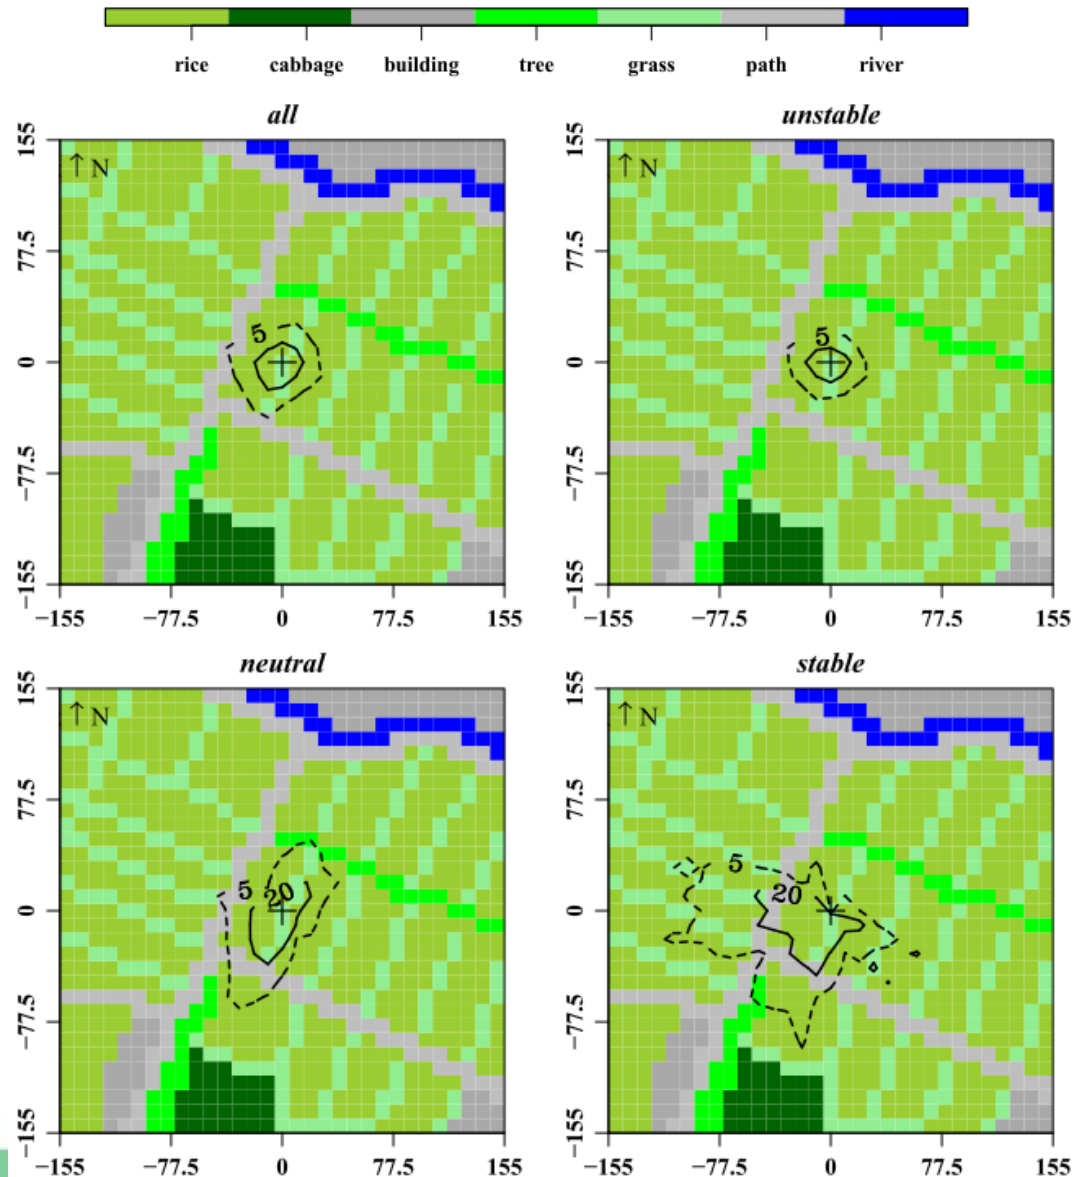 rice cabbage building tree grass path river
all unstable
155 ↑ N 5 155 ↑ N 5
77.5 77.5
0 0
−77.5 −77.5
−155 −155
−155 −77.5 0 77.5 155 −155 −77.5 0 77.5 155
neutral stable
155 ↑ N 5 20 155 ↑ N 5 20
77.5 77.5
0 0
−77.5 −77.5
−155 −155
−155 −77.5 0 77.5 155 −155 −77.5 0 77.5 155